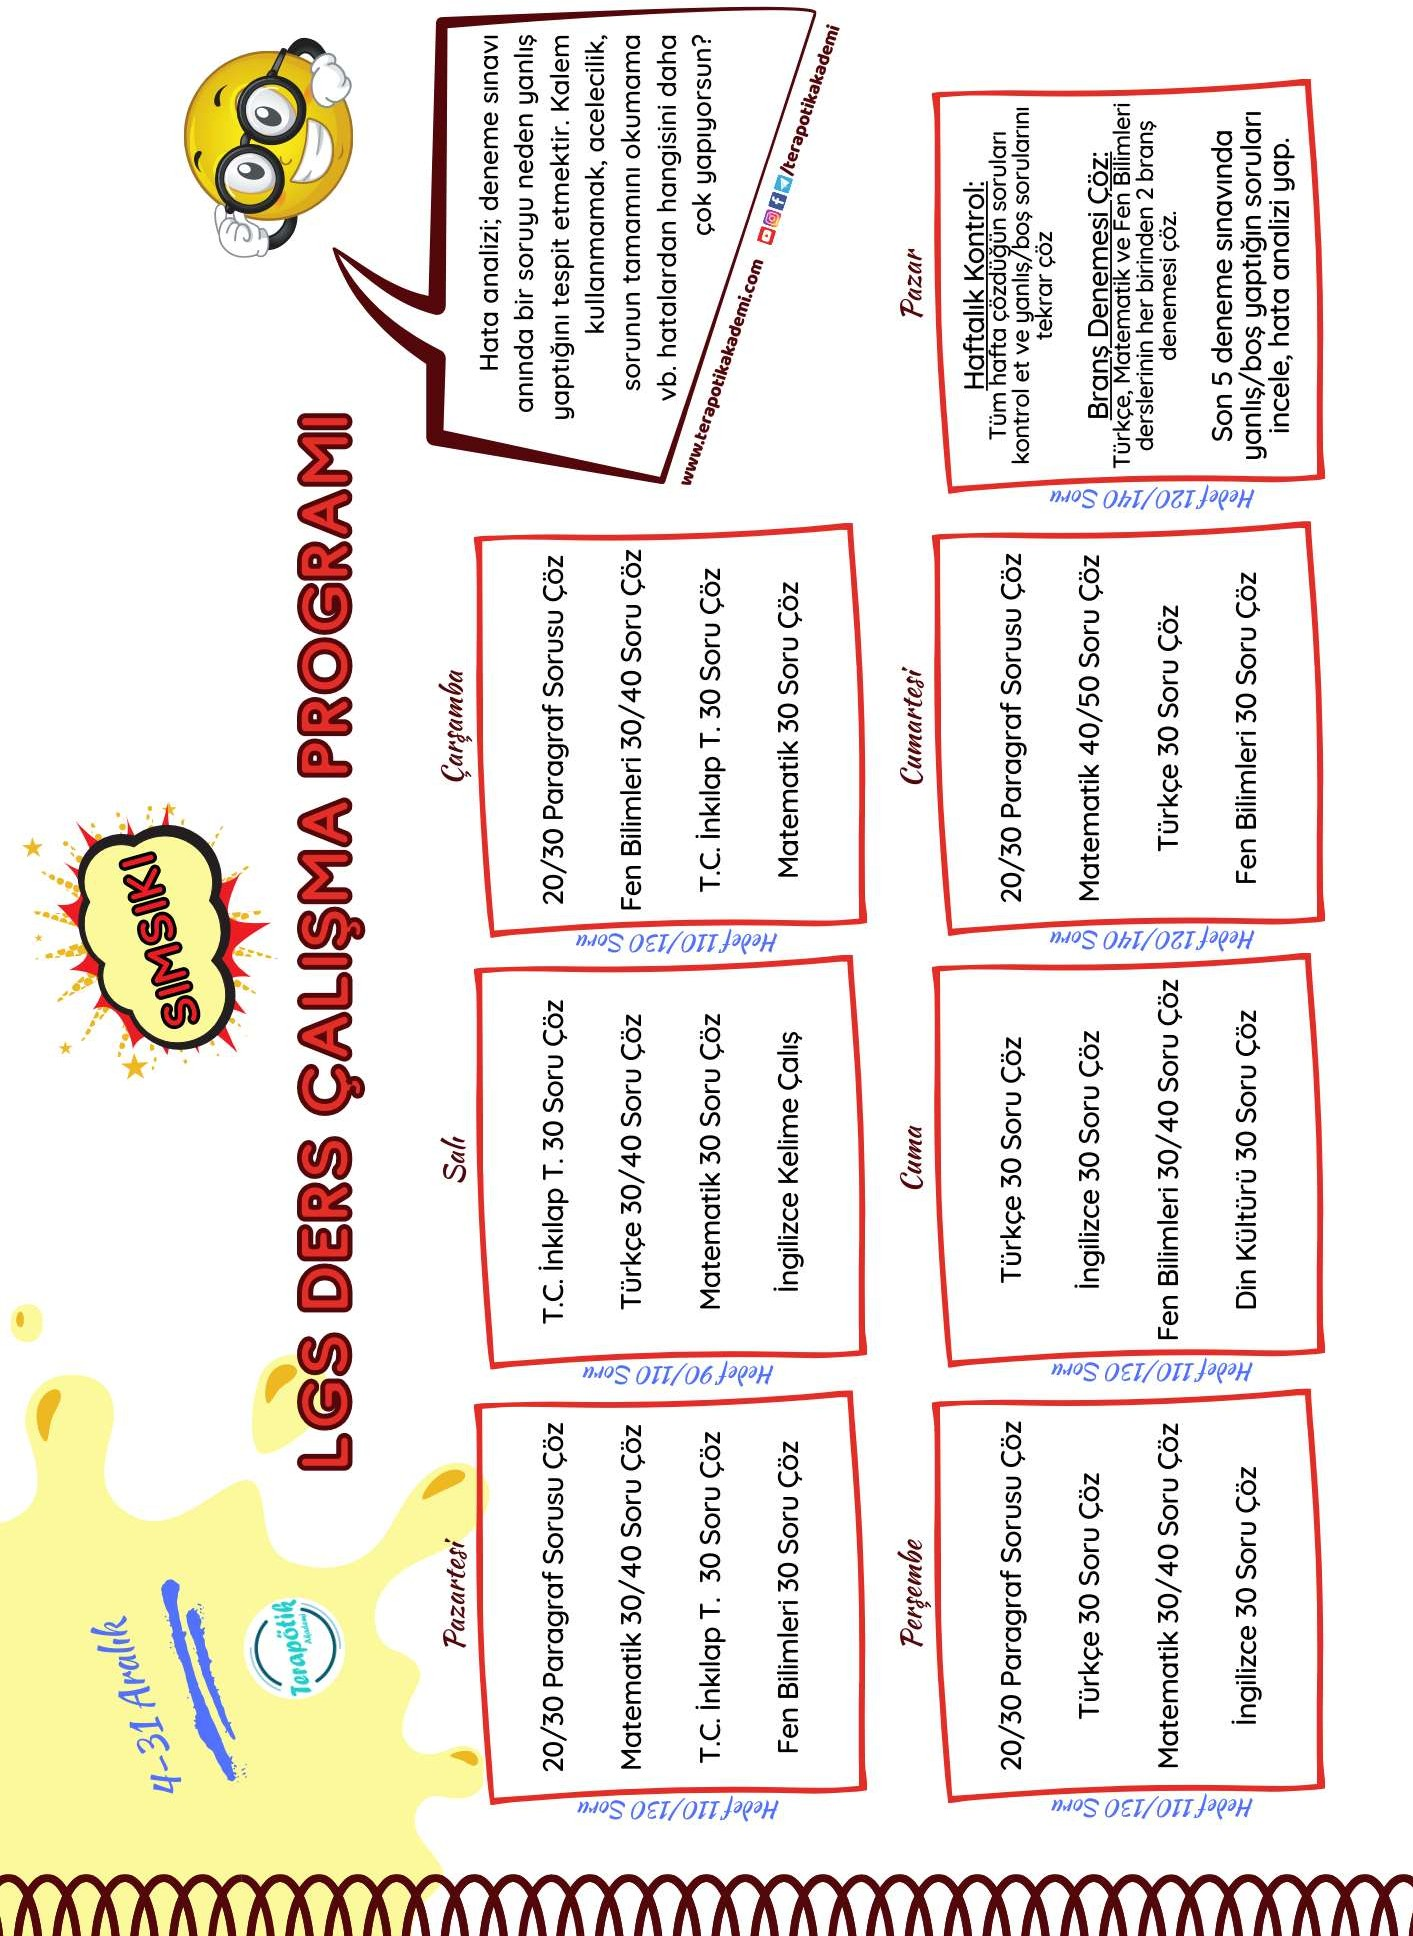 4-31 Aralık
Terapötik
Akademi
SIMSIKI
LGS DERS ÇALIŞMA PROGRAMI
Hata analizi; deneme sınavı
anında bir soruyu neden yanlış
yaptığını tespit etmektir. Kalem
kullanmamak, acelecilik,
sorunun tamamını okumama
vb. hatalardan hangisini daha
çok yapıyorsun?
www.terapotikakademi.com /terapotikakademi
Pazartesi
20/30 Paragraf Sorusu Çöz
Matematik 30/40 Soru Çöz
T.C. İnkılap T. 30 Soru Çöz
Fen Bilimleri 30 Soru Çöz
Hedef 110/130 Soru
Salı
T.C. İnkılap T. 30 Soru Çöz
Türkçe 30/40 Soru Çöz
Matematik 30 Soru Çöz
İngilizce Kelime Çalış
Hedef 90/110 Soru
Çarşamba
20/30 Paragraf Sorusu Çöz
Fen Bilimleri 30/40 Soru Çöz
T.C. İnkılap T. 30 Soru Çöz
Matematik 30 Soru Çöz
Hedef 110/130 Soru
Perşembe
20/30 Paragraf Sorusu Çöz
Türkçe 30 Soru Çöz
Matematik 30/40 Soru Çöz
İngilizce 30 Soru Çöz
Hedef 110/130 Soru
Cuma
Türkçe 30 Soru Çöz
İngilizce 30 Soru Çöz
Fen Bilimleri 30/40 Soru Çöz
Din Kültürü 30 Soru Çöz
Hedef 110/130 Soru
Cumartesi
20/30 Paragraf Sorusu Çöz
Matematik 40/50 Soru Çöz
Türkçe 30 Soru Çöz
Fen Bilimleri 30 Soru Çöz
Hedef 120/140 Soru
Pazar
Haftalık Kontrol:
Tüm hafta çözdüğün soruları
kontrol et ve yanlış/boş sorularını
tekrar çöz
Branş Denemesi Çöz:
Türkçe, Matematik ve Fen Bilimleri
derslerinin her birinden 2 branş
denemesi çöz.
Son 5 deneme sınavında
yanlış/boş yaptığın soruları
incele, hata analizi yap.
Hedef 120/140 Soru